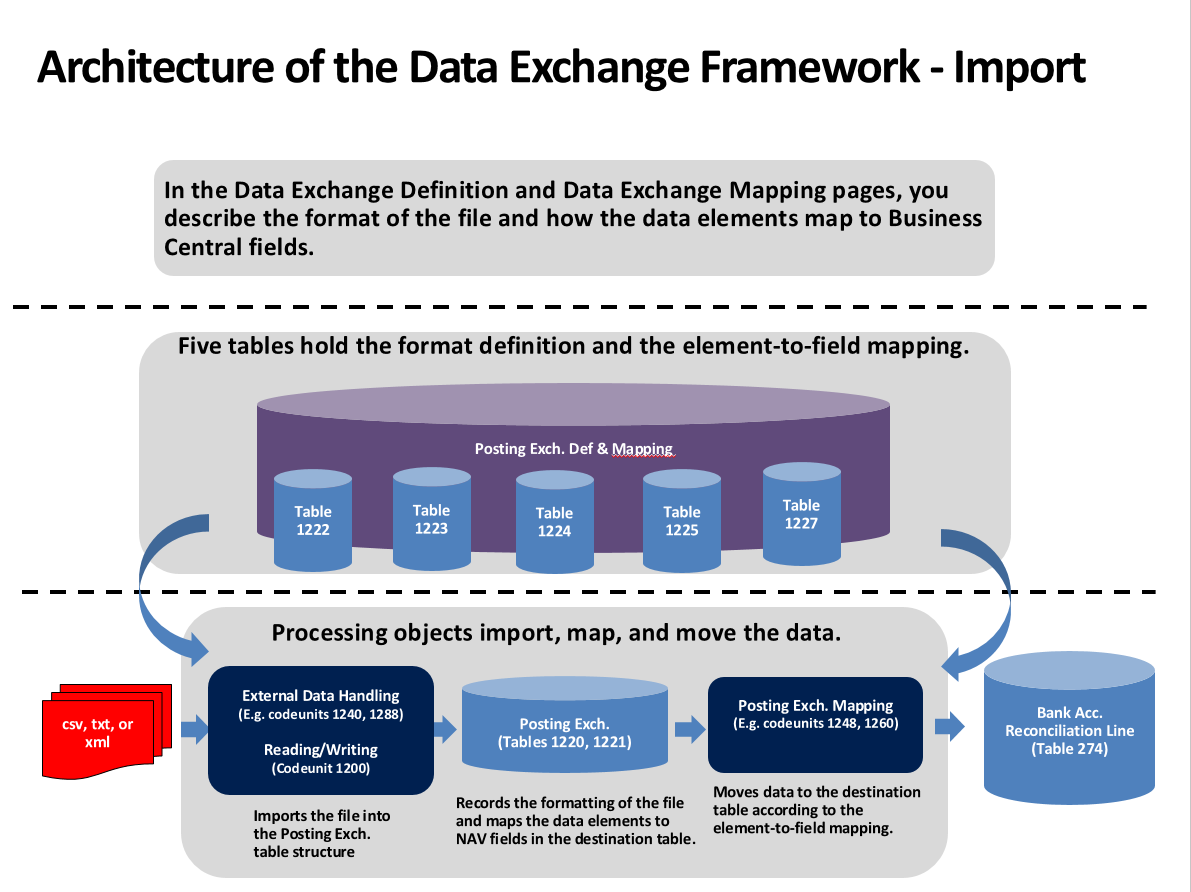 Architecture of the Data Exchange Framework - Import
In the Data Exchange Definition and Data Exchange Mapping pages, you
describe the format of the file and how the data elements map to Business
Central fields.
Five tables hold the format definition and the element-to-field mapping.
Posting Exch. Def & Mapping
Table
1222
Table
1223
Table
1224
Table
1225
Table
1227
Processing objects import, map, and move the data.
csv, txt, or
xml
External Data Handling
(E.g. codeunits 1240, 1288)
Reading/Writing
(Codeunit 1200)
Imports the file into
the Posting Exch.
table structure
Posting Exch.
(Tables 1220, 1221)
Records the formatting of the file
and maps the data elements to
NAV fields in the destination table.
Posting Exch. Mapping
(E.g. codeunits 1248, 1260)
Moves data to the destination
table according to the
element-to-field mapping.
Bank Acc.
Reconciliation Line
(Table 274)